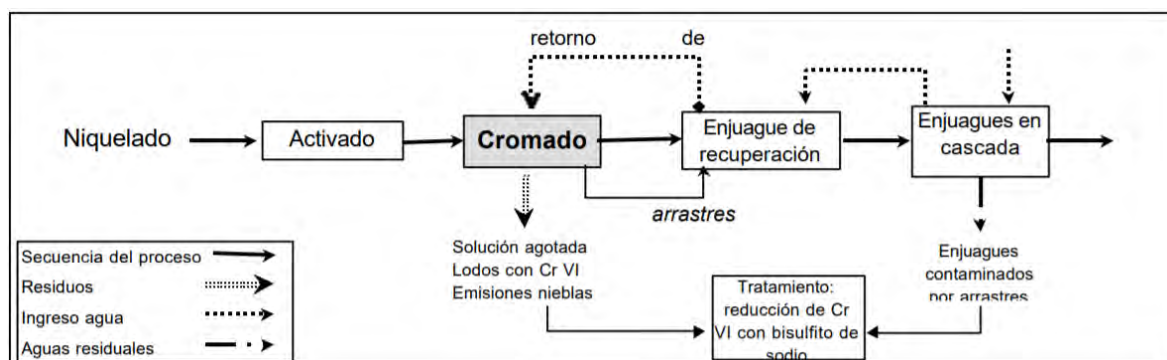 retorno de
Niquelado
Activado
Cromado
Enjuague de
recuperación
Enjuagues en
cascada
arrastres
Solución agotada
Lodos con Cr VI
Emisiones nieblas
Enjuagues
contaminados
por arrastres
Tratamiento:
reducción de Cr
VI con bisulfito de
sodio
Secuencia del proceso
Residuos
Ingreso agua
Aguas residuales